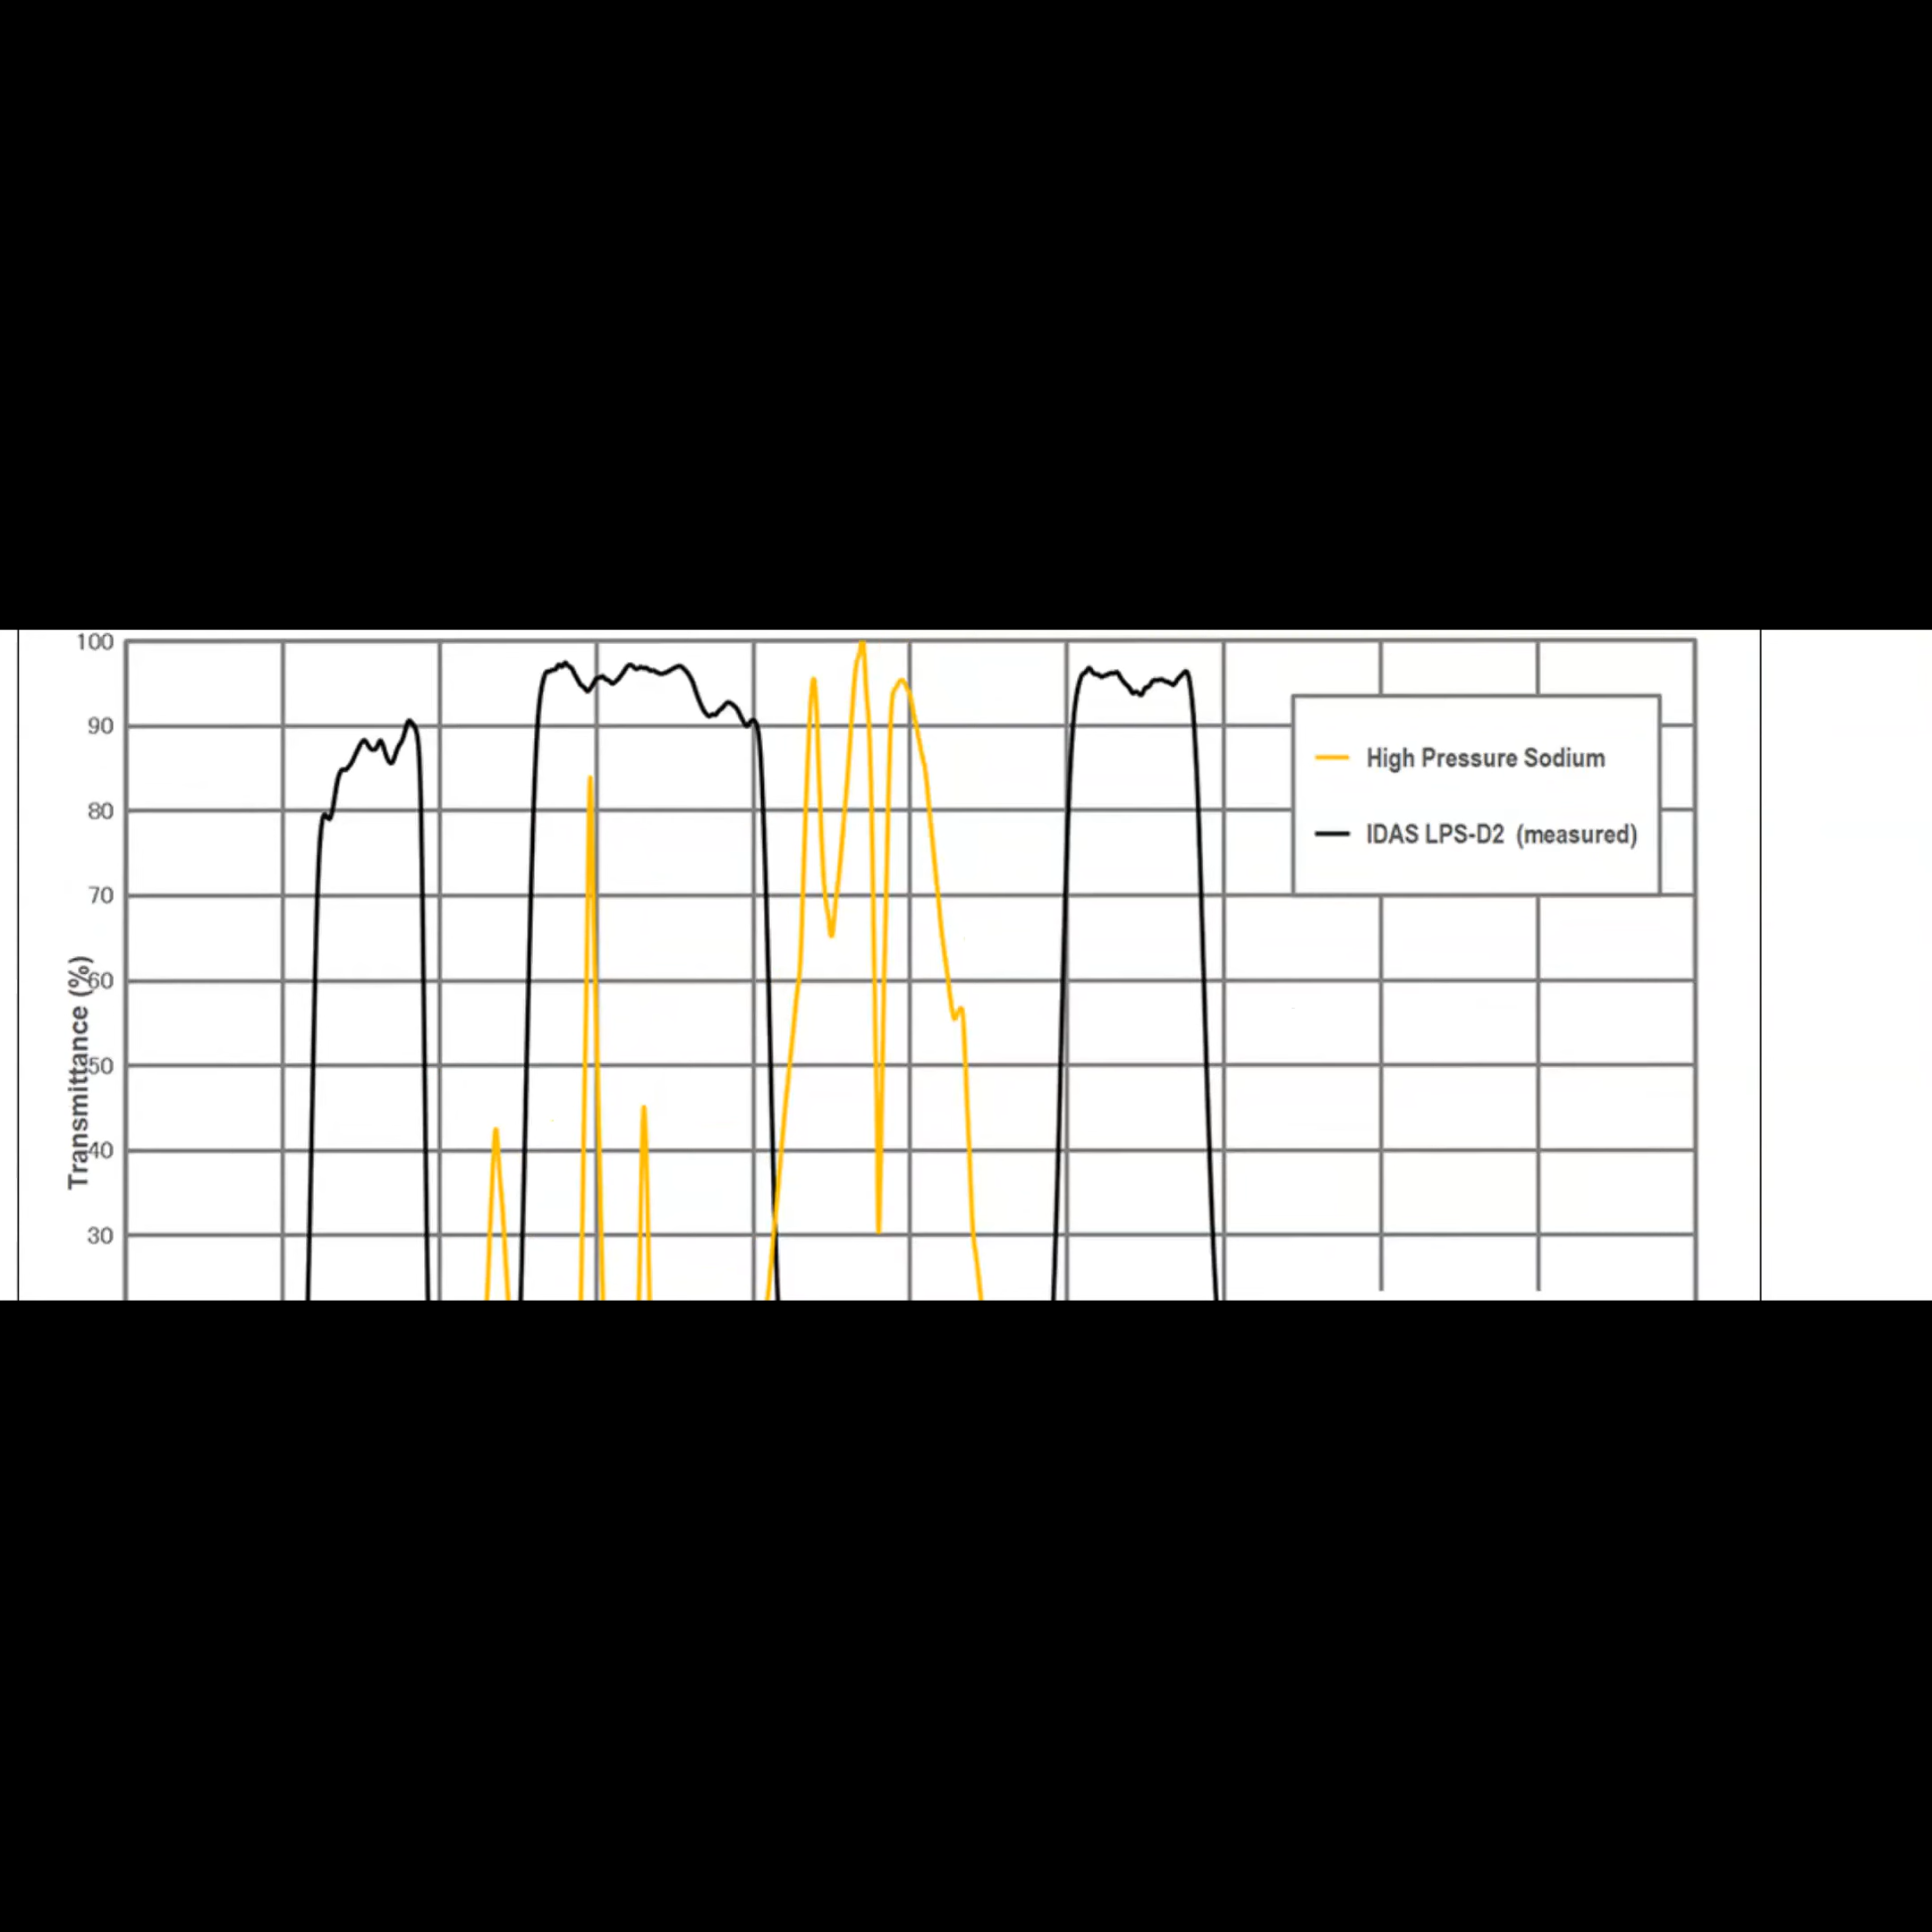 100
90
80
70
60
50
40
30
Transmittance (%)
High Pressure Sodium
IDAS LPS-D2 (measured)